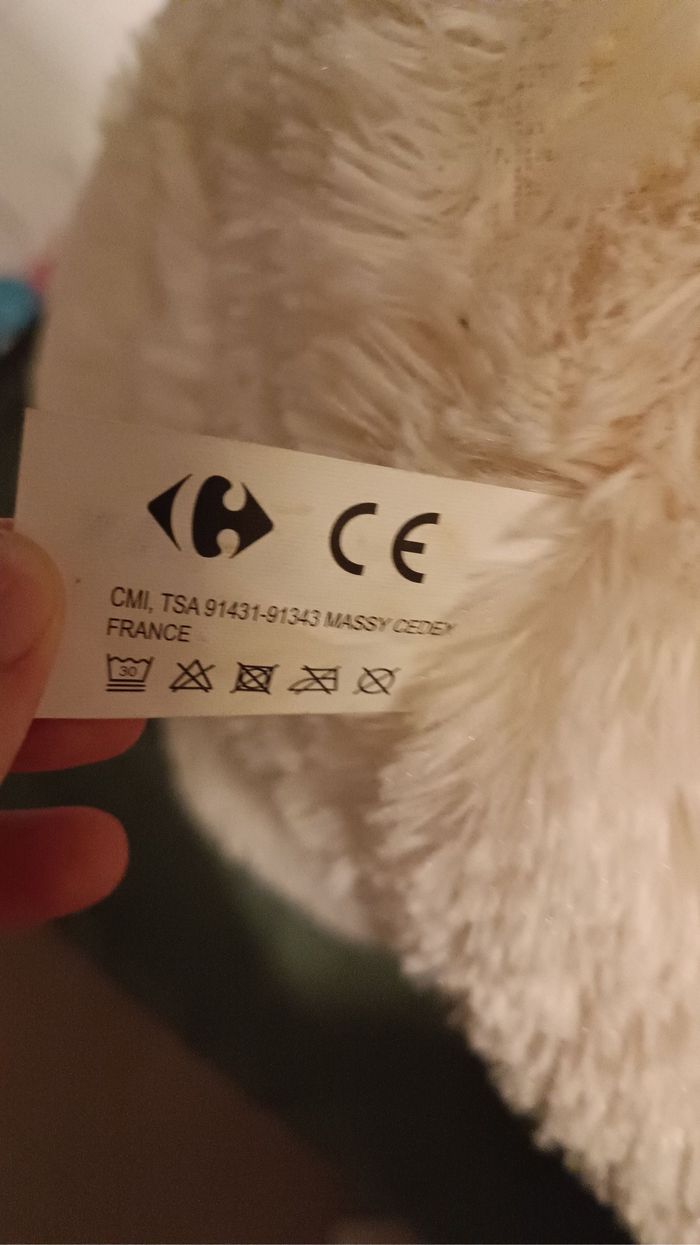 CE
CMI, TSA 91431-91343 MASSY CEDEX
FRANCE
30